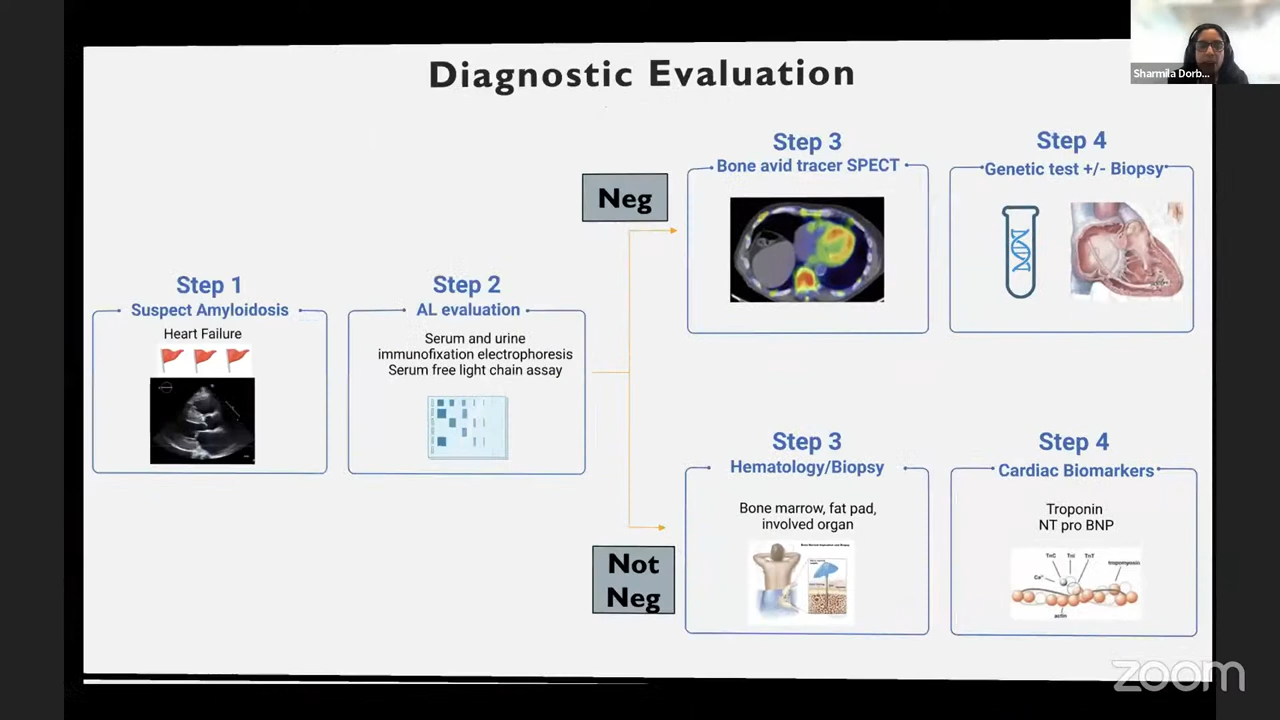 Diagnostic Evaluation
Sharmila Dorb...
Step 1
Suspect Amyloidosis
Heart Failure
Step 2
AL evaluation
Serum and urine
immunofixation electrophoresis
Serum free light chain assay
Neg
Step 3
Bone avid tracer SPECT
Step 4
Genetic test +/- Biopsy
Not
Neg
Step 3
Hematology/Biopsy
Bone marrow, fat pad,
involved organ
Step 4
Cardiac Biomarkers
Troponin
NT pro BNP
TnC TnI TnT
Ca²⁺
tropomyosin
actin
zoom